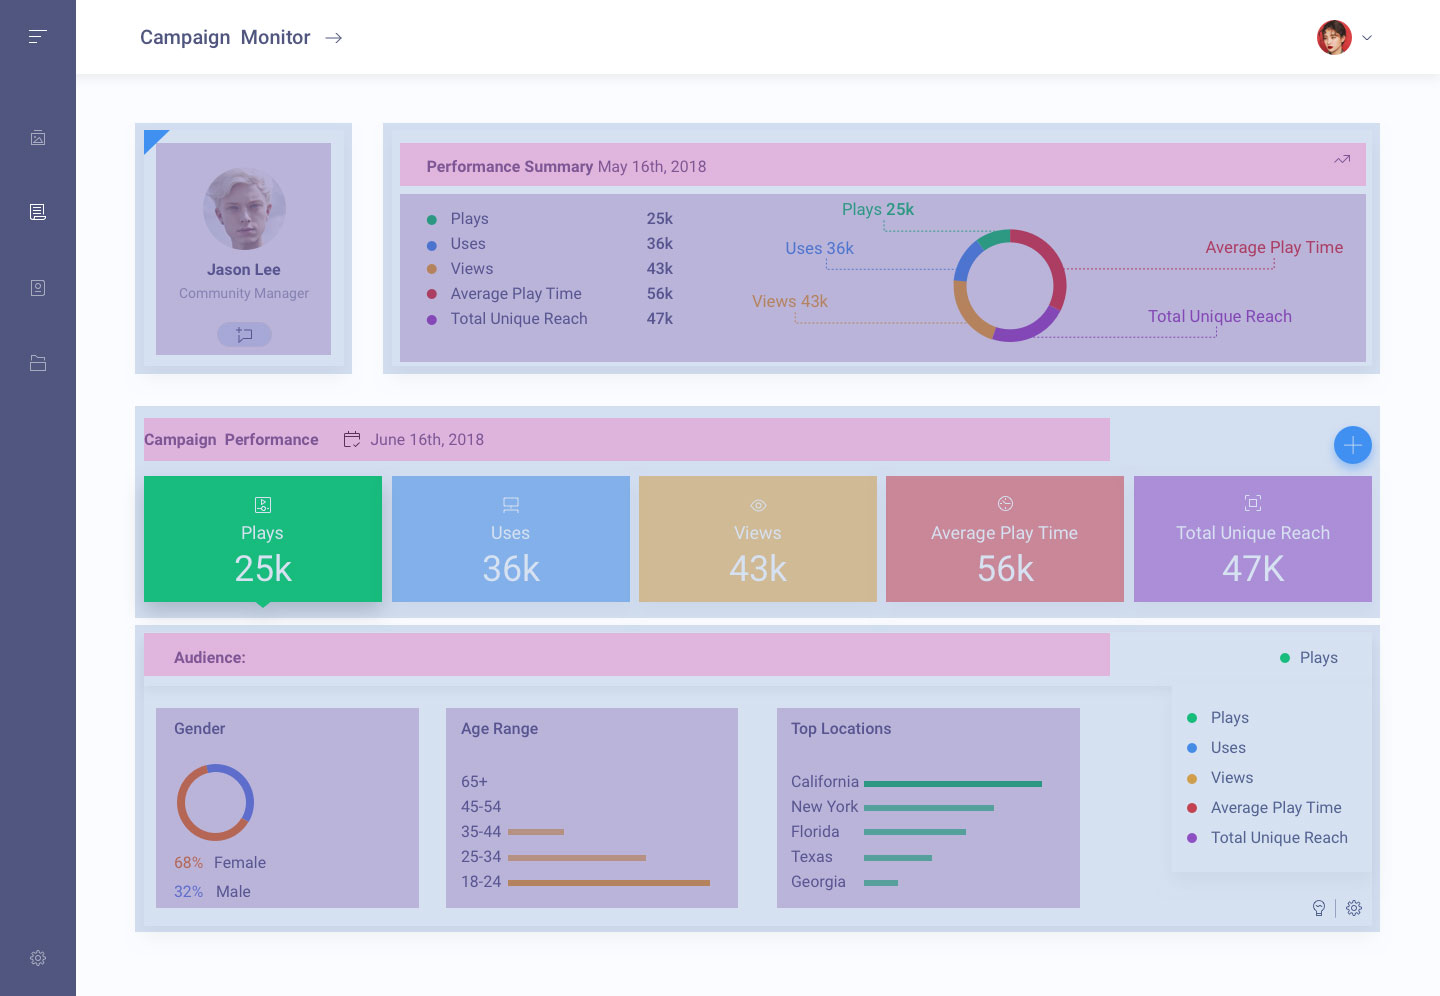 Campaign Monitor
Jason Lee
Community Manager
Performance Summary May 16th, 2018
Plays 25k
Uses 36k
Views 43k
Average Play Time 56k
Total Unique Reach 47k
Plays 25k
Uses 36k
Views 43k
Average Play Time
Total Unique Reach
Campaign Performance June 16th, 2018
Plays
25k
Uses
36k
Views
43k
Average Play Time
56k
Total Unique Reach
47K
Audience:
Plays
Gender
68% Female
32% Male
Age Range
65+
45-54
35-44
25-34
18-24
Top Locations
California
New York
Florida
Texas
Georgia
Plays
Uses
Views
Average Play Time
Total Unique Reach